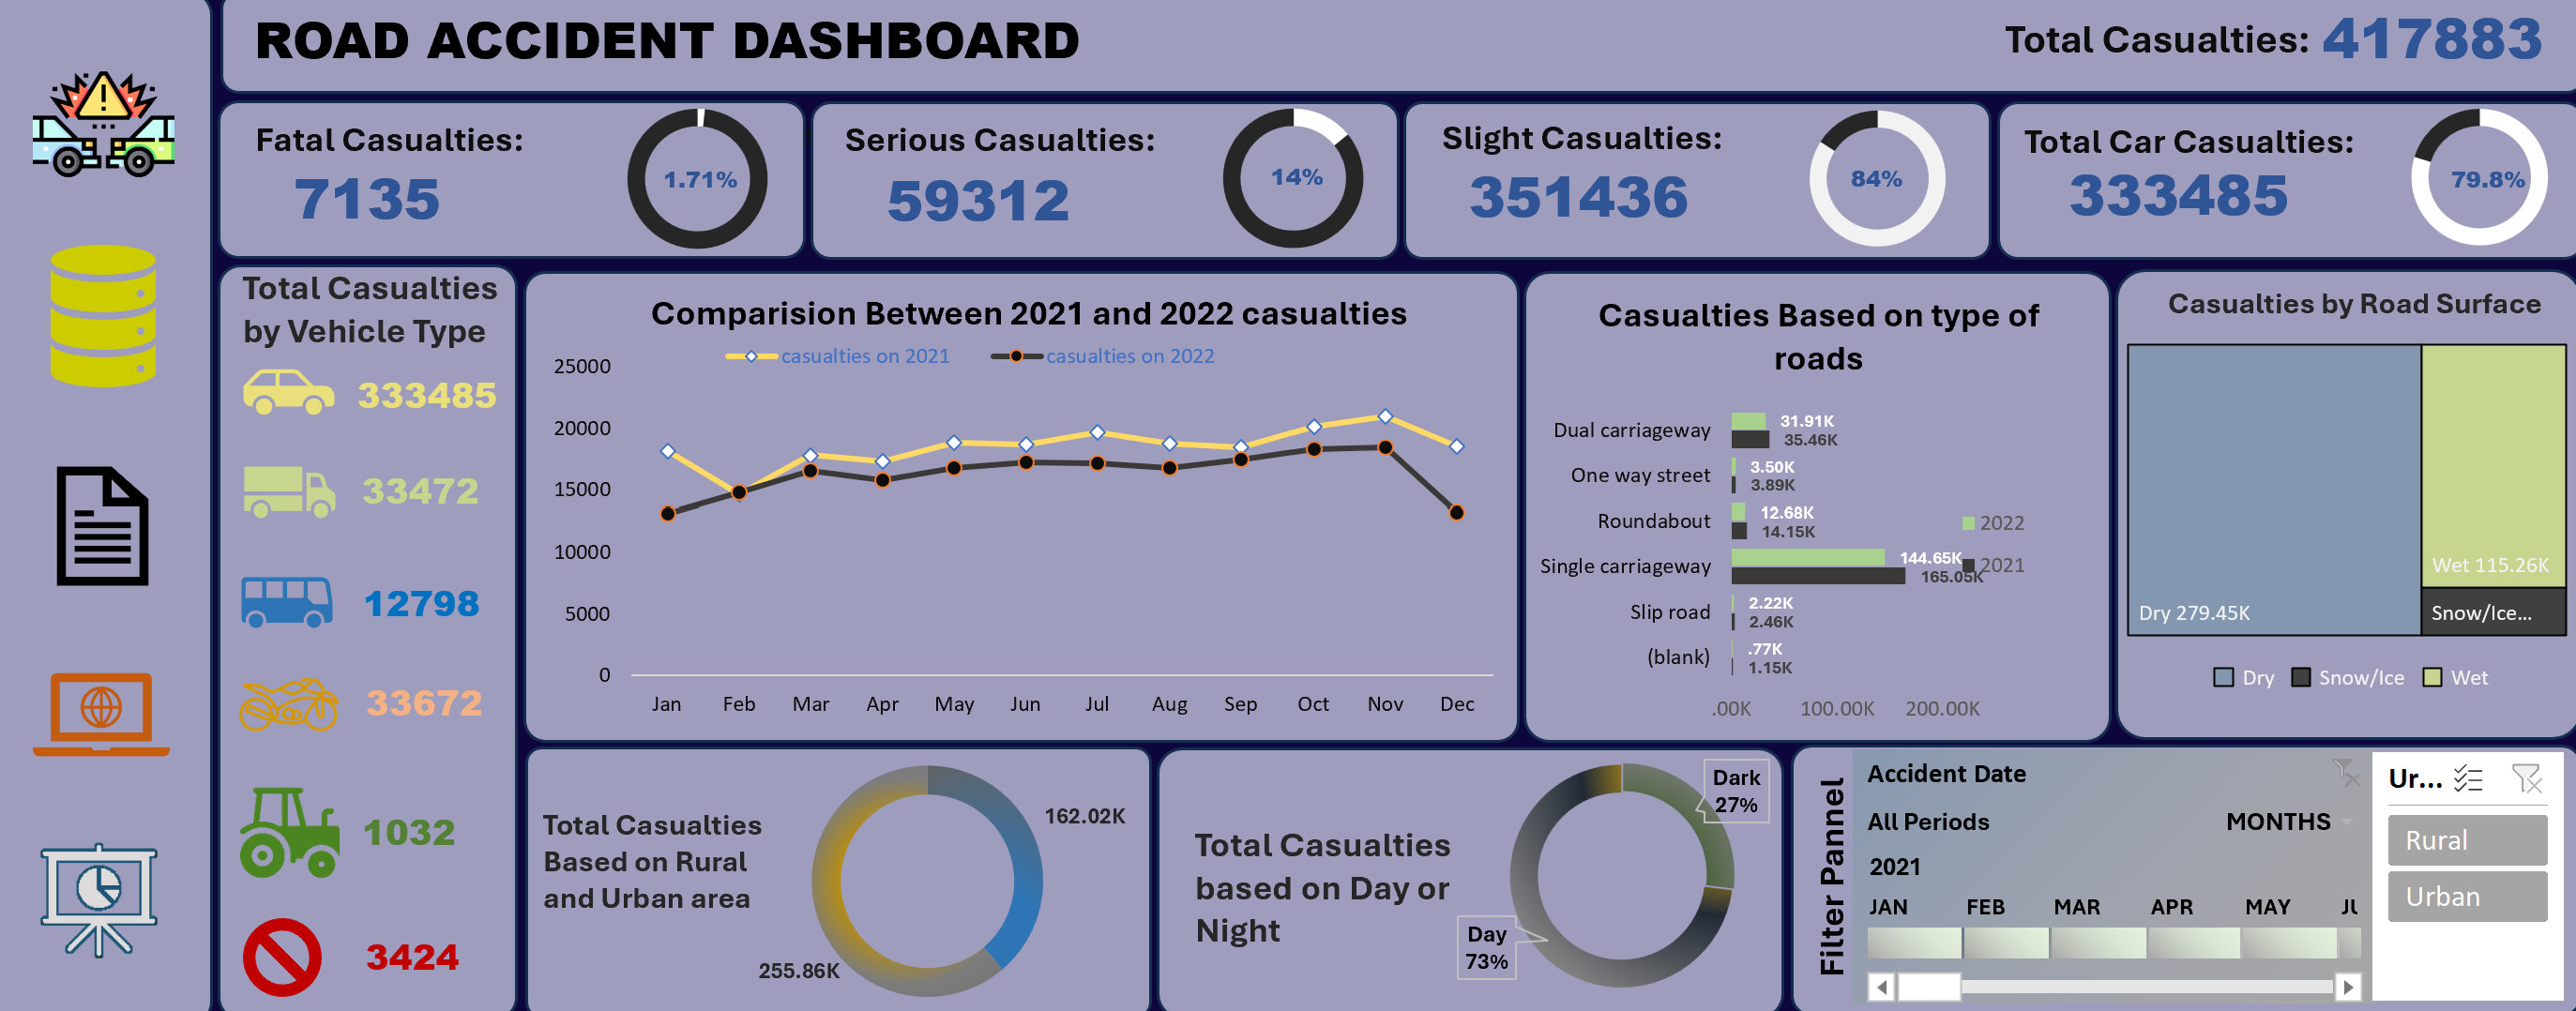 ROAD ACCIDENT DASHBOARD
Total Casualties: 417883
Fatal Casualties:
7135
1.71%
Serious Casualties:
59312
14%
Slight Casualties:
351436
84%
Total Car Casualties:
333485
79.8%
Total Casualties
by Vehicle Type
333485
33472
12798
33672
1032
3424
Comparision Between 2021 and 2022 casualties
casualties on 2021
casualties on 2022
25000
20000
15000
10000
5000
0
Jan Feb Mar Apr May Jun Jul Aug Sep Oct Nov Dec
Casualties Based on type of
roads
Dual carriageway
31.91K
35.46K
One way street
3.50K
3.89K
Roundabout
12.68K
14.15K
Single carriageway
144.65K
165.05K
Slip road
2.22K
2.46K
(blank)
.77K
1.15K
2022
2021
.00K 100.00K 200.00K
Casualties by Road Surface
Dry 279.45K
Wet 115.26K
Snow/Ice...
Dry Snow/Ice Wet
Total Casualties
Based on Rural
and Urban area
162.02K
255.86K
Total Casualties
based on Day or
Night
Dark
27%
Day
73%
Filter Pannel
Accident Date
All Periods
MONTHS
2021
JAN FEB MAR APR MAY JU
Ur...
Rural
Urban